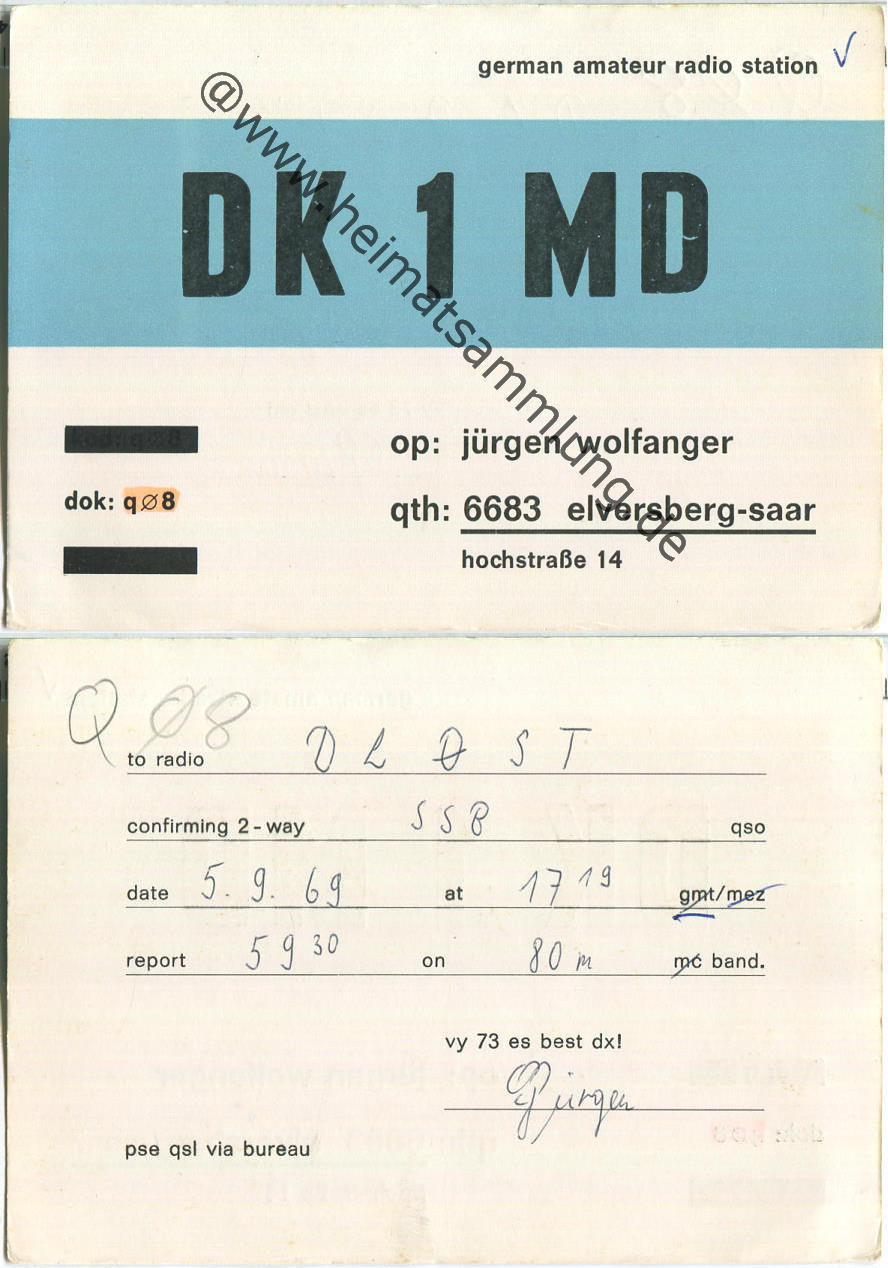 german amateur radio station
DK 1 MD
@www.heimatsammlung.de
dok: qø8
op: jürgen wolfanger
qth: 6683 elversberg-saar
hochstraße 14
Q Ø8
to radio DL Ø ST
confirming 2-way SSB qso
date 5. 9. 69 at 17 19 gmt/mez
report 59 30 on 80 m mc band.
vy 73 es best dx!
Jürgen
pse qsl via bureau